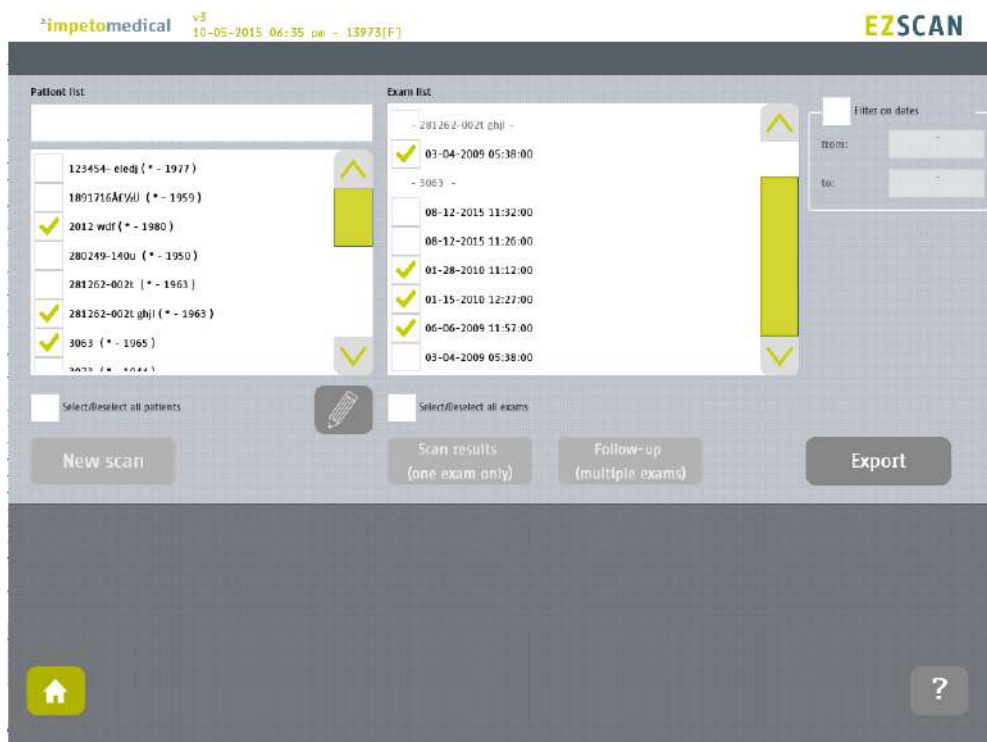 impetomedical
v3
10-05-2015 06:35 pm - 13973[F]
EZSCAN
Patient list
123454- eledj ( * - 1977 )
1891716Å£½Ü ( * - 1959 )
2012 wdf ( * - 1980 )
280249-140u ( * - 1950 )
281262-002t ( * - 1963 )
281262-002t ghjl ( * - 1963 )
3063 ( * - 1965 )
Select/Deselect all patients
New scan
Exam list
- 281262-002t ghjl -
03-04-2009 05:38:00
- 3063 -
08-12-2015 11:32:00
08-12-2015 11:26:00
01-28-2010 11:12:00
01-15-2010 12:27:00
06-06-2009 11:57:00
03-04-2009 05:38:00
Select/Deselect all exams
Scan results
(one exam only)
Follow-up
(multiple exams)
Filter on dates
from: -
to: -
Export
?